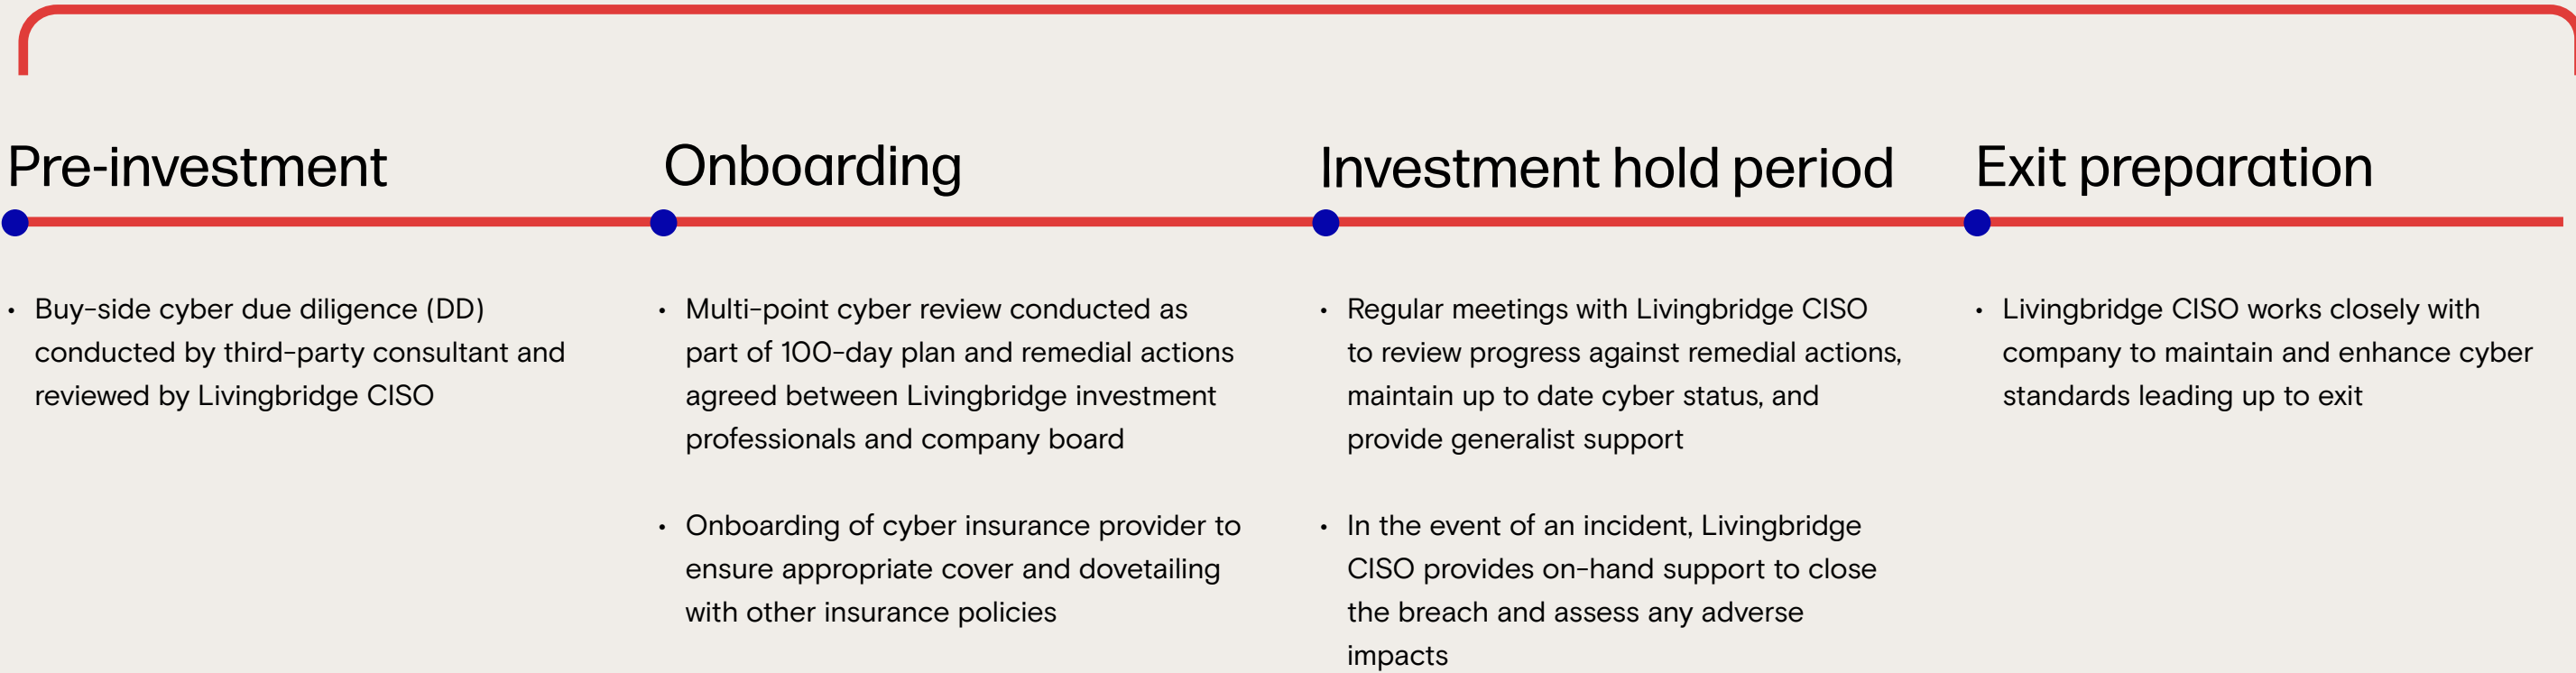 Pre-investment
• Buy-side cyber due diligence (DD)
conducted by third-party consultant and
reviewed by Livingbridge CISO
Onboarding
• Multi-point cyber review conducted as
part of 100-day plan and remedial actions
agreed between Livingbridge investment
professionals and company board
• Onboarding of cyber insurance provider to
ensure appropriate cover and dovetailing
with other insurance policies
Investment hold period
• Regular meetings with Livingbridge CISO
to review progress against remedial actions,
maintain up to date cyber status, and
provide generalist support
• In the event of an incident, Livingbridge
CISO provides on-hand support to close
the breach and assess any adverse
impacts
Exit preparation
• Livingbridge CISO works closely with
company to maintain and enhance cyber
standards leading up to exit